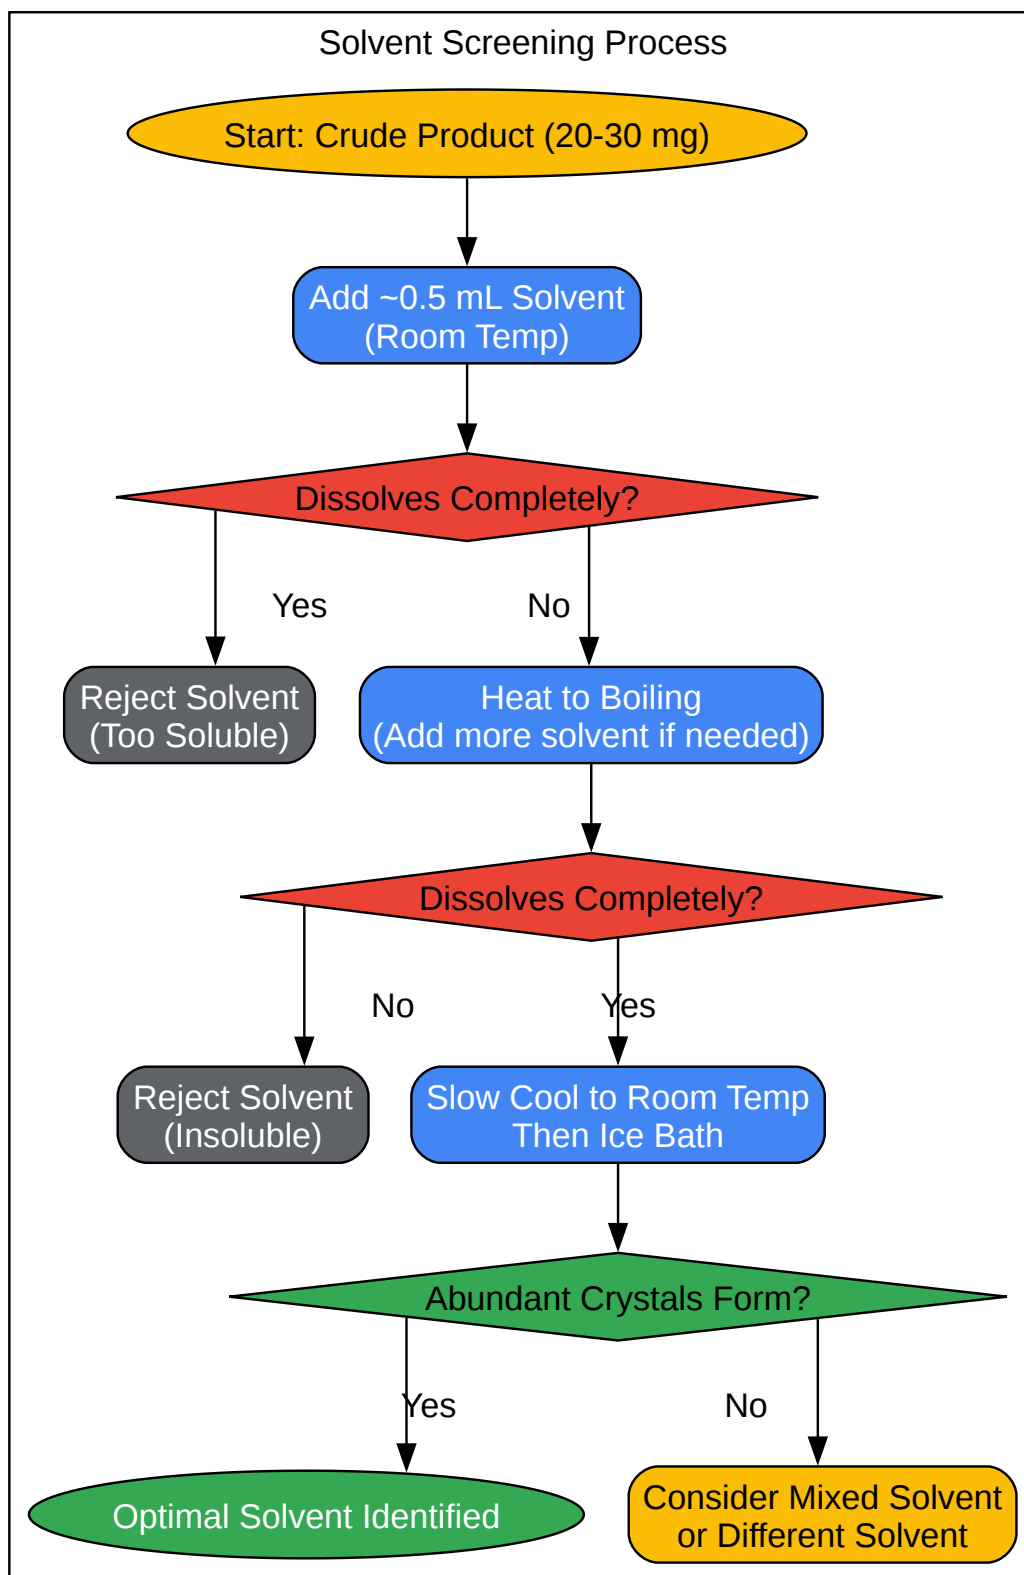 Solvent Screening Process
Start: Crude Product (20-30 mg)
Add ~0.5 mL Solvent
(Room Temp)
Dissolves Completely?
Yes
No
Reject Solvent
(Too Soluble)
Heat to Boiling
(Add more solvent if needed)
Dissolves Completely?
No
Yes
Reject Solvent
(Insoluble)
Slow Cool to Room Temp
Then Ice Bath
Abundant Crystals Form?
Yes
No
Optimal Solvent Identified
Consider Mixed Solvent
or Different Solvent